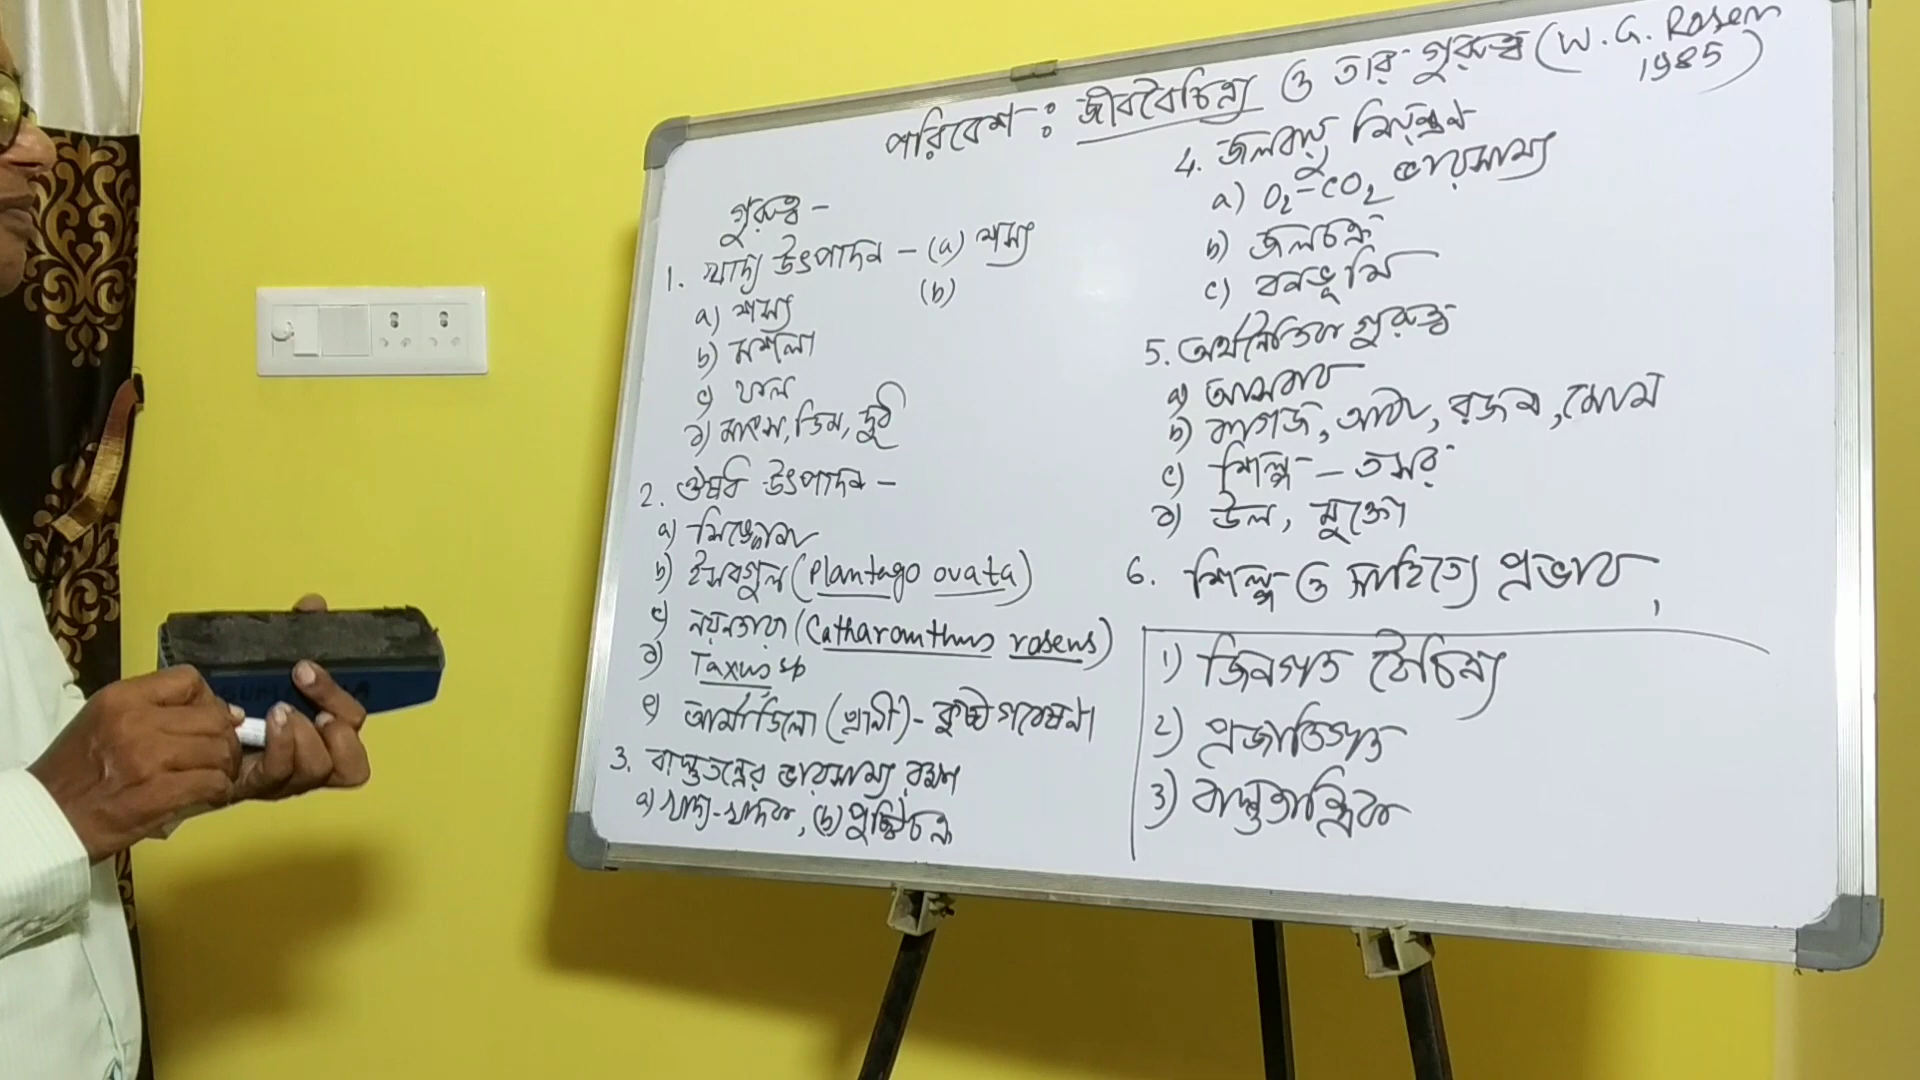 পরিবেশ : জীববৈচিত্র্য ও তার গুরুত্ব (W. G. Rosen 1985)
গুরুত্ব –
1. খাদ্য উৎপাদন – (a) শস্য
(b)
a) শস্য
b) মশলা
c) ফল
d) মাংস, ডিম, দুধ
2. ঔষধি উৎপাদন –
a) সিঙ্কোনা
b) ইসবগুল (Plantago ovata)
c) নয়নতারা (Catharanthus roseus)
d) Taxus sp
e) আর্মাডিলো (প্রাণী) – কুষ্ঠ গবেষণা
3. বাস্তুতন্ত্রের ভারসাম্য রক্ষা
a) খাদ্য-খাদক, (b) পুষ্টিচক্র
4. জলবায়ু নিয়ন্ত্রণ
a) O₂–CO₂ ভারসাম্য
b) জলচক্র
c) বনভূমি
5. অর্থনৈতিক গুরুত্ব
a) আসবাব
b) কাগজ, আঠা, রজন, মোম
c) শিল্প – তসর
d) উল, মুক্তো
6. শিল্প ও সাহিত্যে প্রভাব,
1) জিনগত বৈচিত্র্য
2) প্রজাতিগত
3) বাস্তুতান্ত্রিক